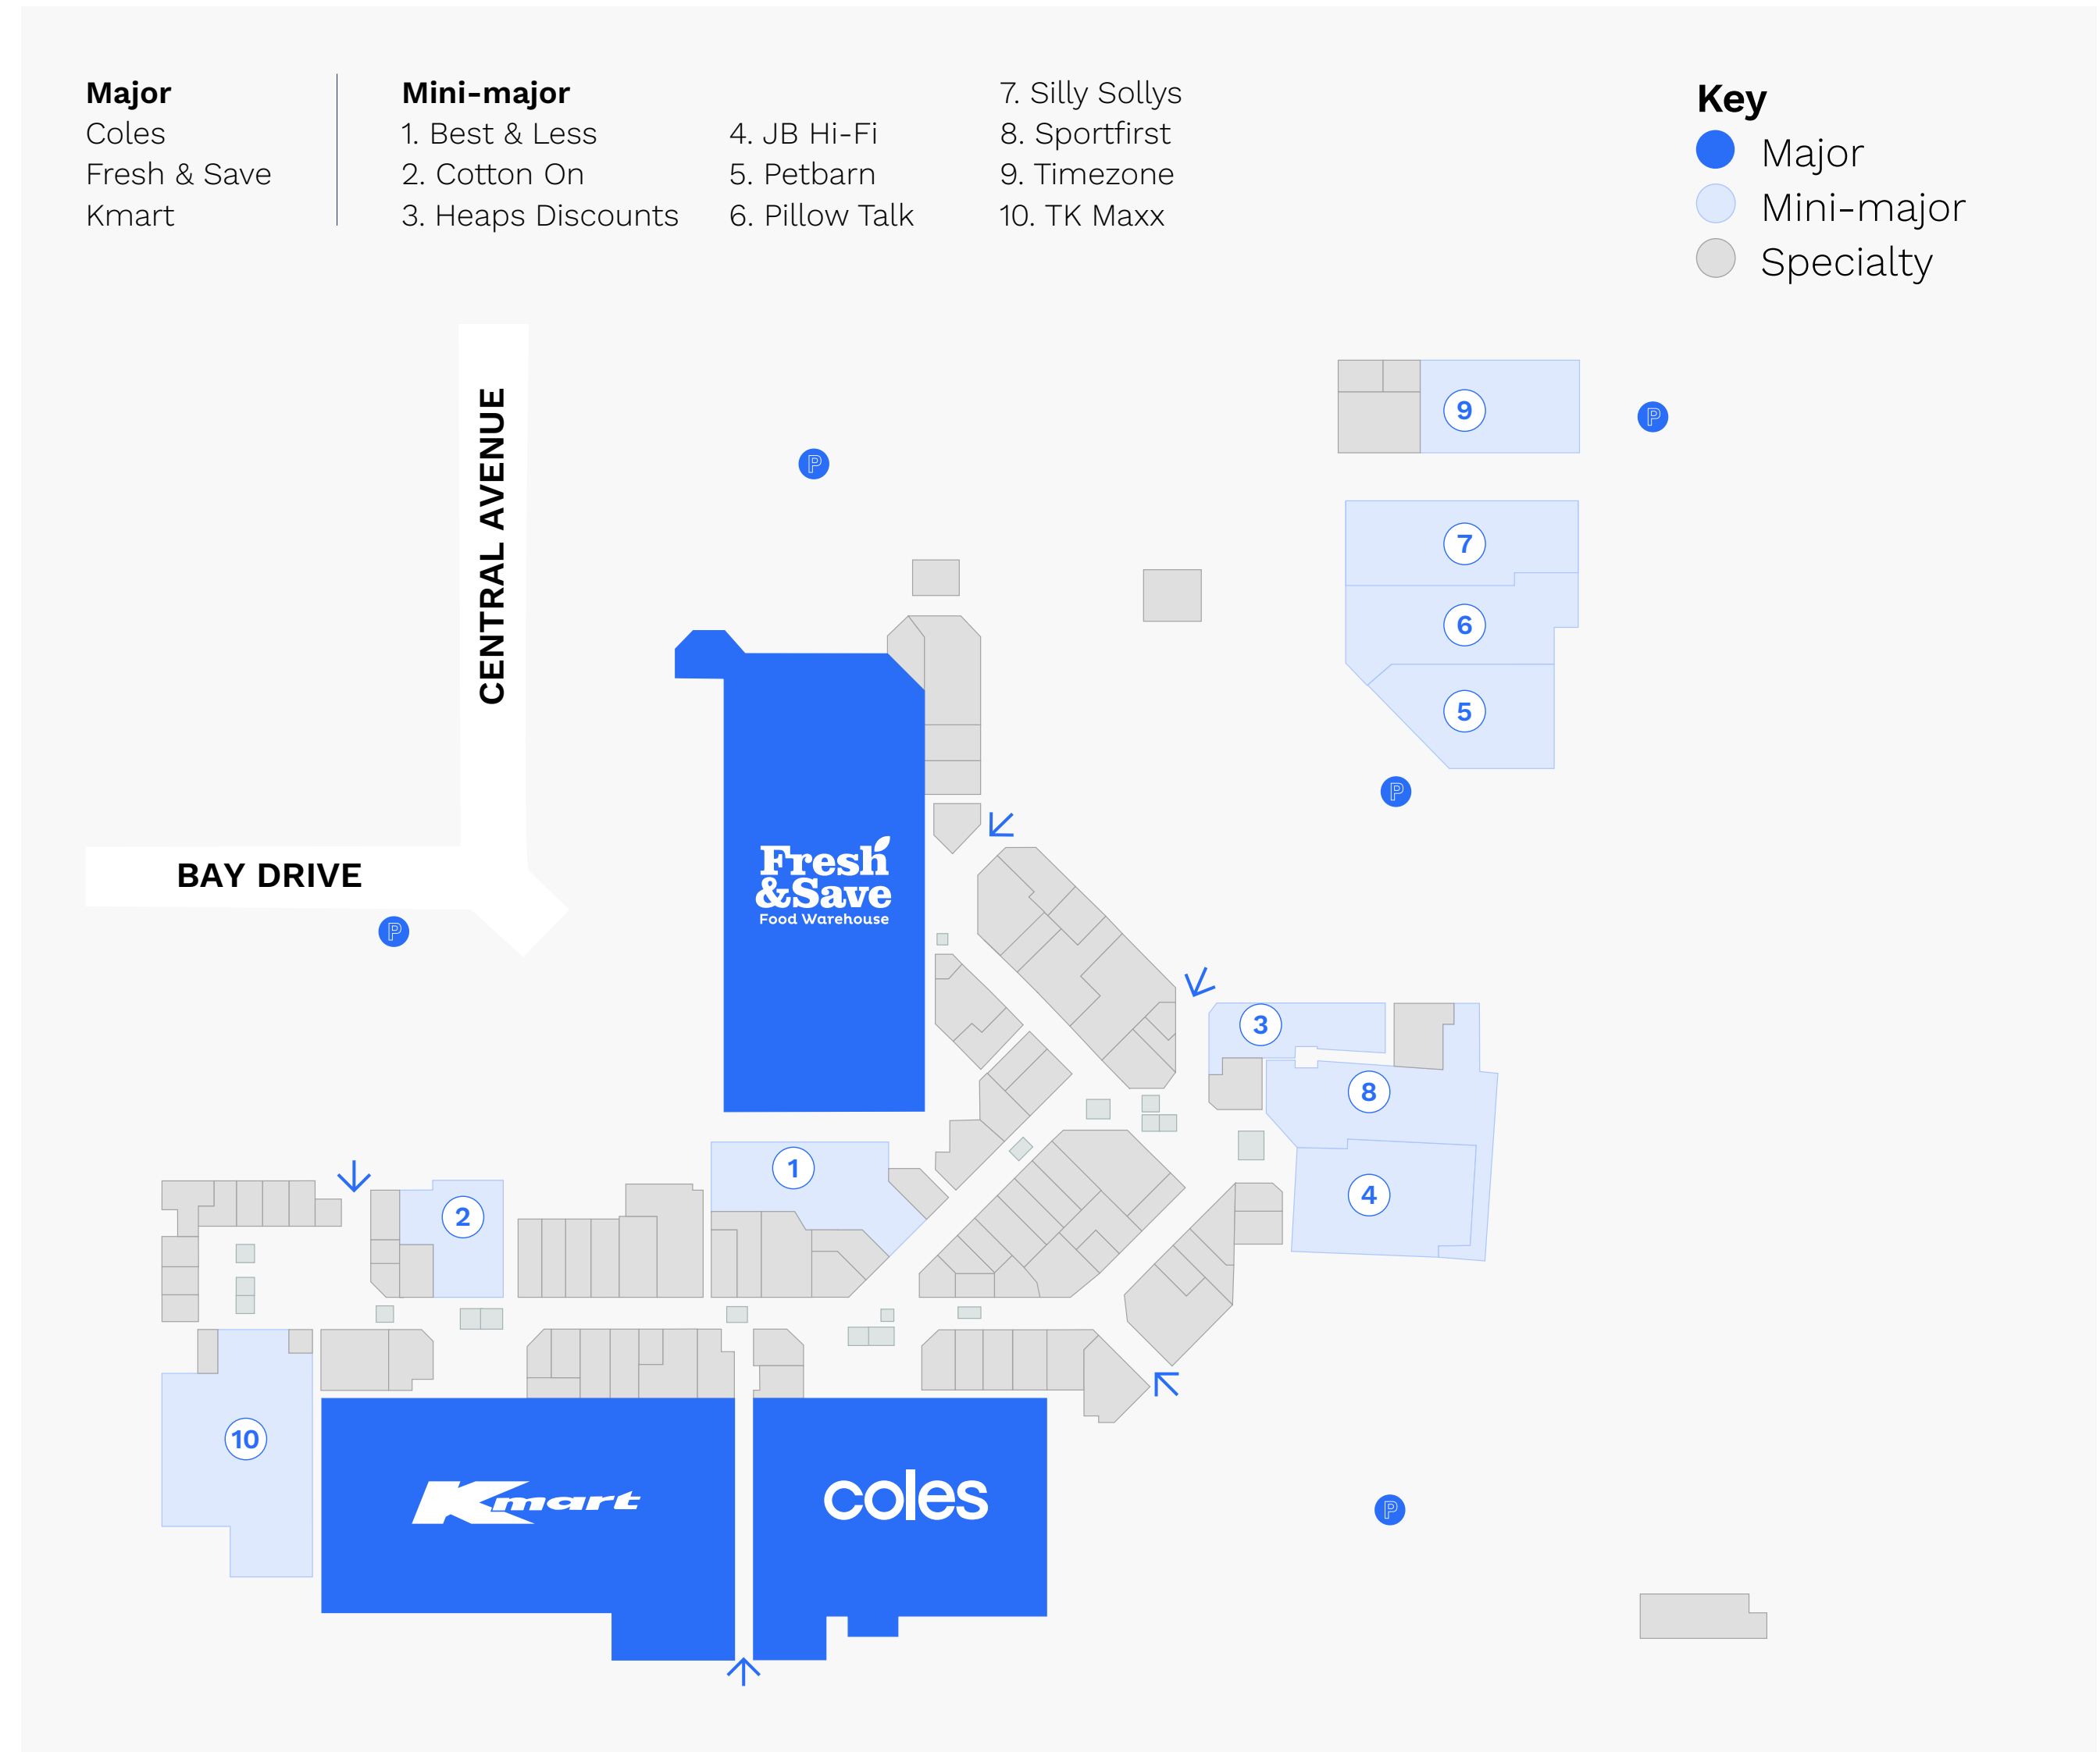 Major
Coles
Fresh & Save
Kmart
Mini-major
1. Best & Less
2. Cotton On
3. Heaps Discounts
4. JB Hi-Fi
5. Petbarn
6. Pillow Talk
7. Silly Sollys
8. Sportfirst
9. Timezone
10. TK Maxx
Key
Major
Mini-major
Specialty
CENTRAL AVENUE
BAY DRIVE
P
P
P
P
P
9
7
6
5
Fresh
&Save
Food Warehouse
3
8
4
1
2
10
Kmart
coles